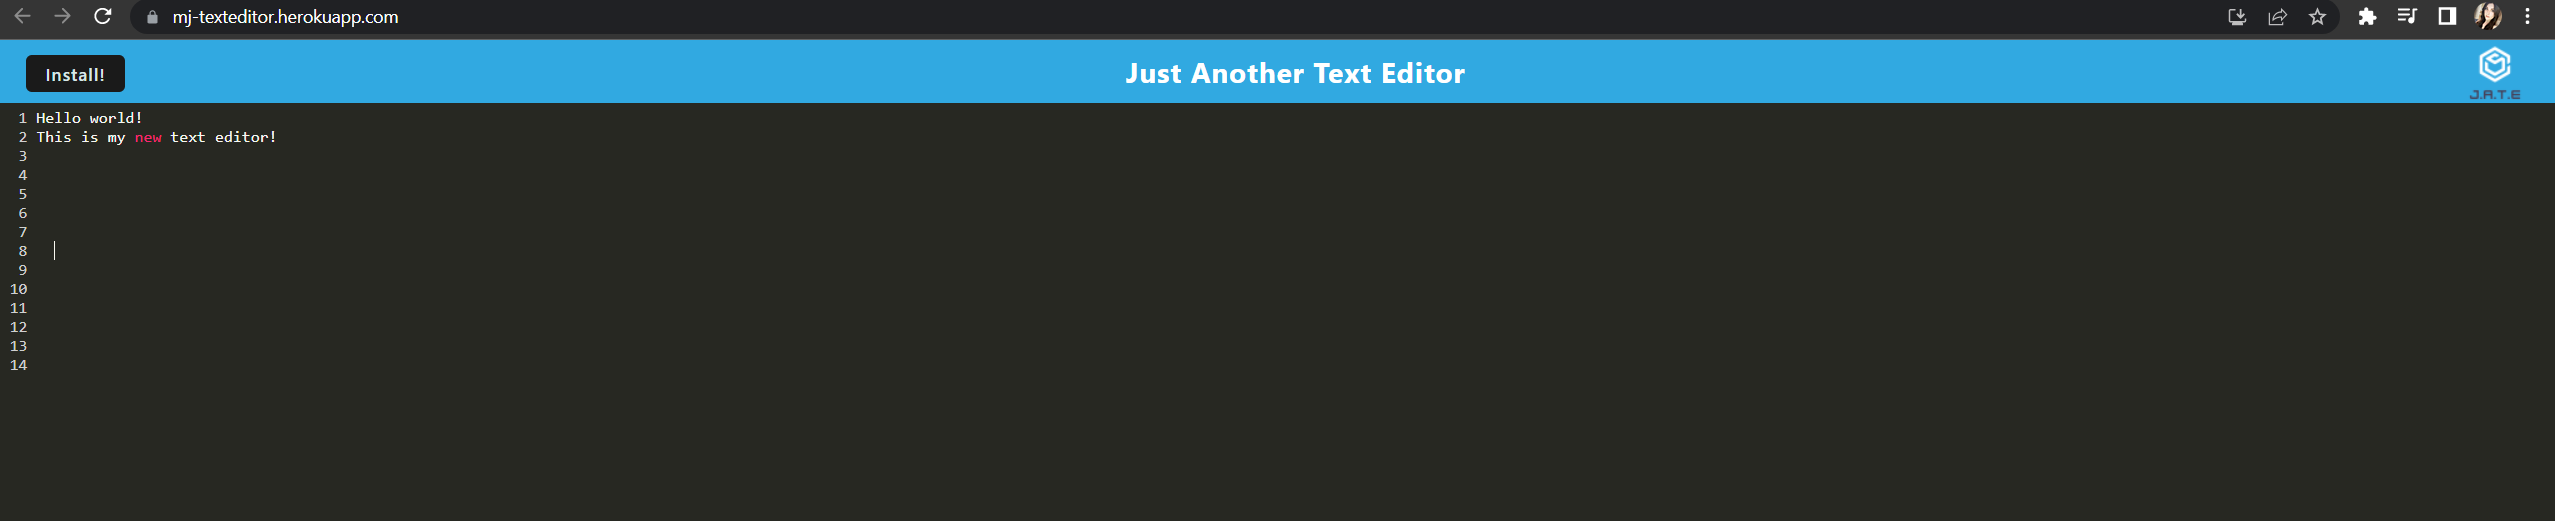 mj-texteditor.herokuapp.com
Install!
Just Another Text Editor
J.A.T.E
1 Hello world!
2 This is my new text editor!
3
4
5
6
7
8
9
10
11
12
13
14